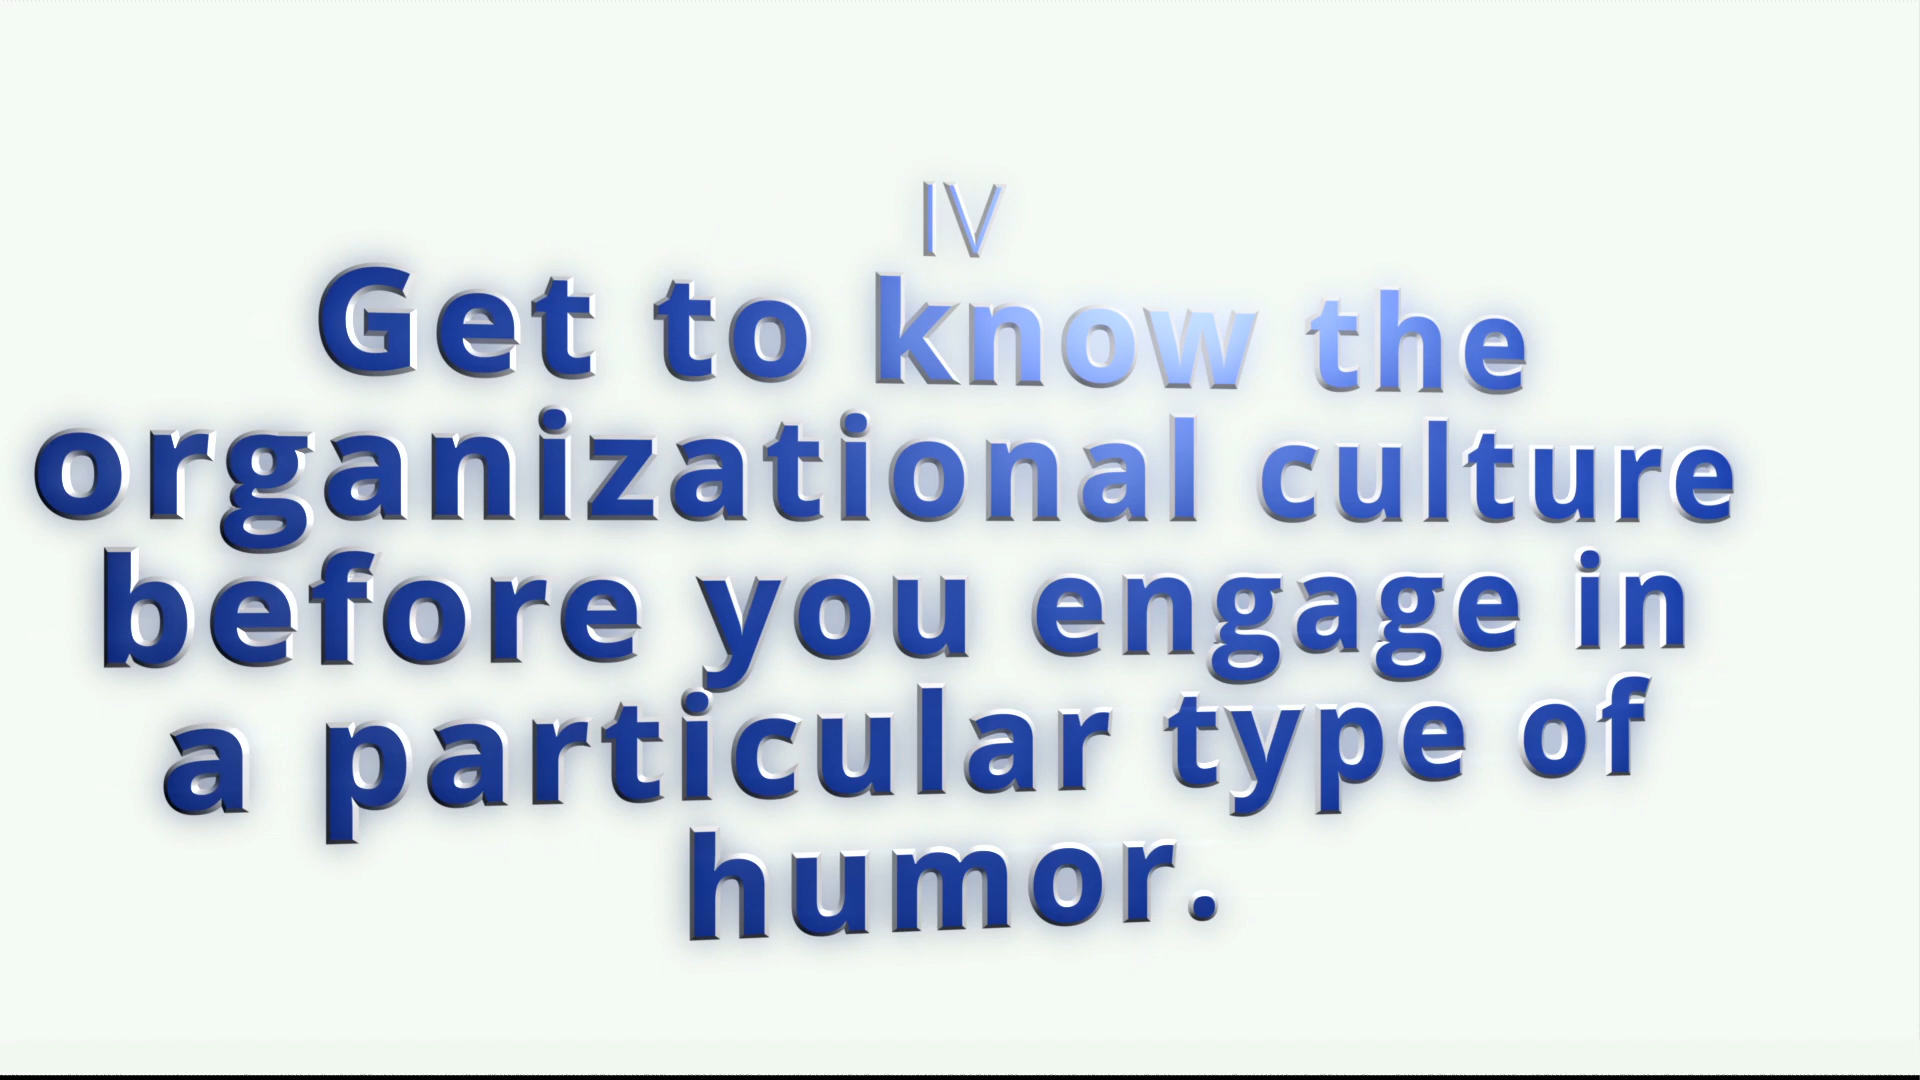 IV
Get to know the
organizational culture
before you engage in
a particular type of
humor.